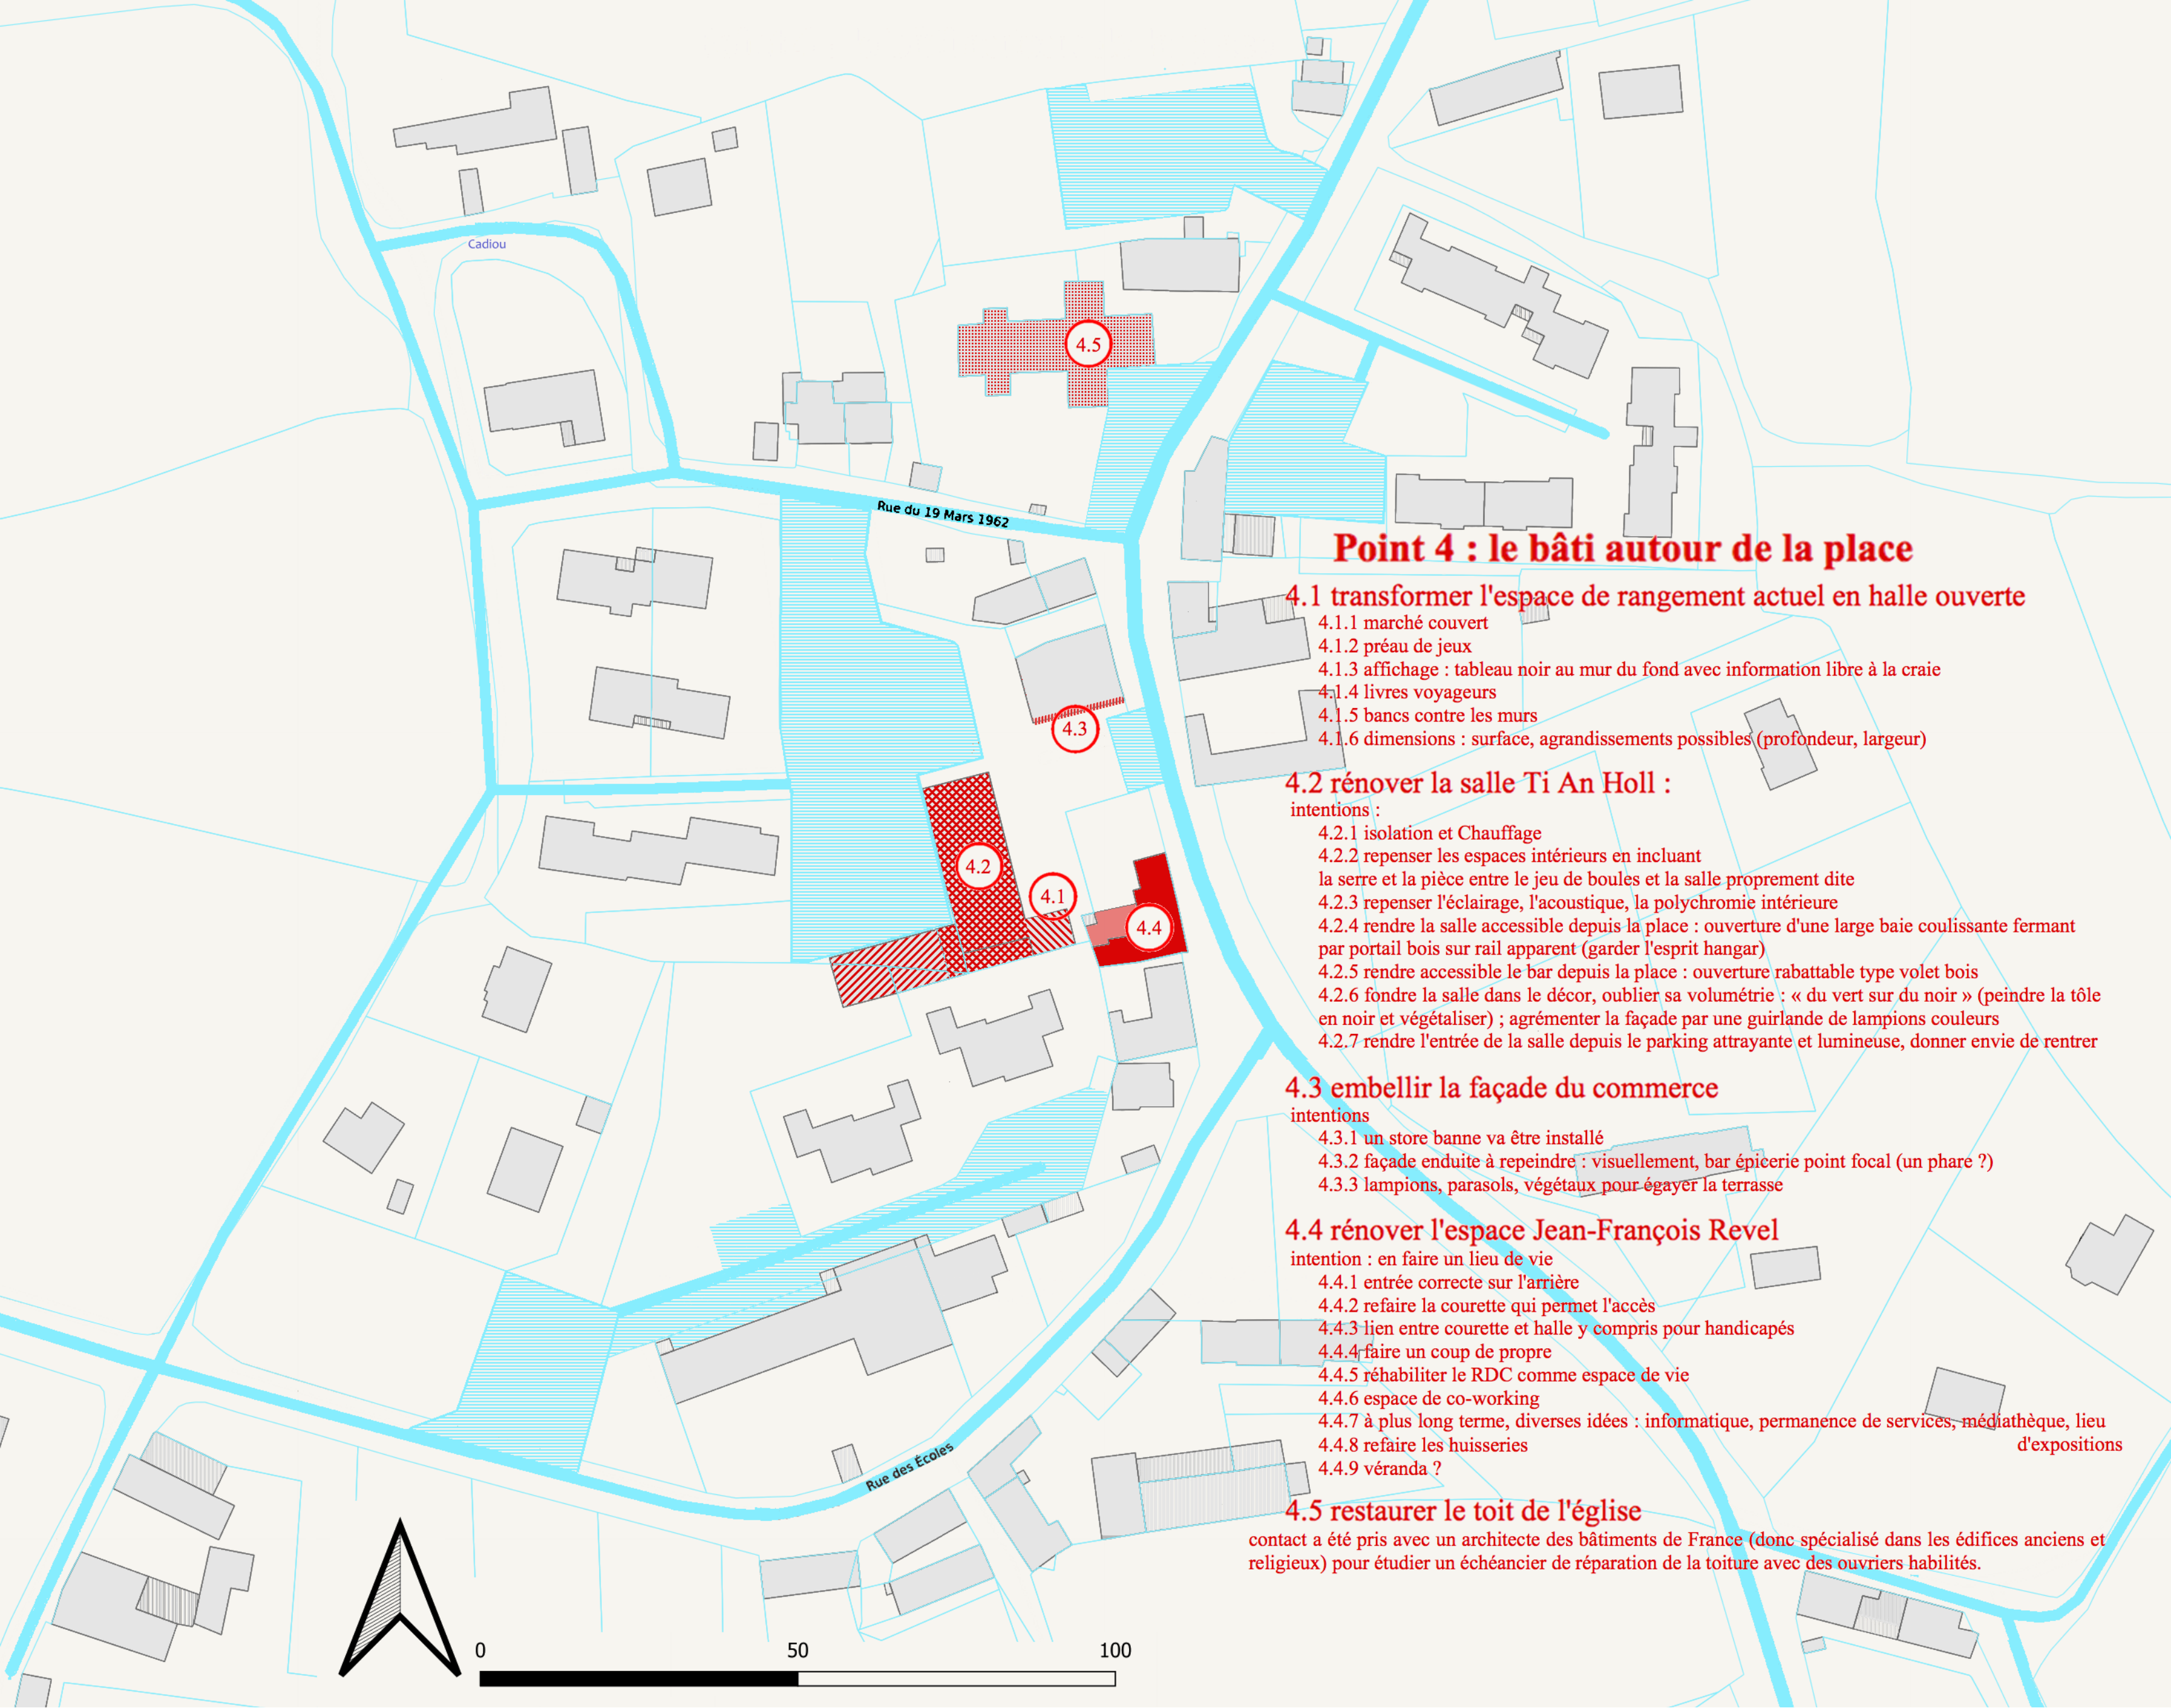 Cadiou
4.5
Rue du 19 Mars 1962
4.3
4.2
4.1
4.4
Rue des Écoles
0 50 100
Point 4 : le bâti autour de la place
4.1 transformer l'espace de rangement actuel en halle ouverte
4.1.1 marché couvert
4.1.2 préau de jeux
4.1.3 affichage : tableau noir au mur du fond avec information libre à la craie
4.1.4 livres voyageurs
4.1.5 bancs contre les murs
4.1.6 dimensions : surface, agrandissements possibles (profondeur, largeur)
4.2 rénover la salle Ti An Holl :
intentions :
4.2.1 isolation et Chauffage
4.2.2 repenser les espaces intérieurs en incluant
la serre et la pièce entre le jeu de boules et la salle proprement dite
4.2.3 repenser l'éclairage, l'acoustique, la polychromie intérieure
4.2.4 rendre la salle accessible depuis la place : ouverture d'une large baie coulissante fermant
par portail bois sur rail apparent (garder l'esprit hangar)
4.2.5 rendre accessible le bar depuis la place : ouverture rabattable type volet bois
4.2.6 fondre la salle dans le décor, oublier sa volumétrie : « du vert sur du noir » (peindre la tôle
en noir et végétaliser) ; agrémenter la façade par une guirlande de lampions couleurs
4.2.7 rendre l'entrée de la salle depuis le parking attrayante et lumineuse, donner envie de rentrer
4.3 embellir la façade du commerce
intentions
4.3.1 un store banne va être installé
4.3.2 façade enduite à repeindre : visuellement, bar épicerie point focal (un phare ?)
4.3.3 lampions, parasols, végétaux pour égayer la terrasse
4.4 rénover l'espace Jean-François Revel
intention : en faire un lieu de vie
4.4.1 entrée correcte sur l'arrière
4.4.2 refaire la courette qui permet l'accès
4.4.3 lien entre courette et halle y compris pour handicapés
4.4.4 faire un coup de propre
4.4.5 réhabiliter le RDC comme espace de vie
4.4.6 espace de co-working
4.4.7 à plus long terme, diverses idées : informatique, permanence de services, médiathèque, lieu
d'expositions
4.4.8 refaire les huisseries
4.4.9 véranda ?
4.5 restaurer le toit de l'église
contact a été pris avec un architecte des bâtiments de France (donc spécialisé dans les édifices anciens et
religieux) pour étudier un échéancier de réparation de la toiture avec des ouvriers habilités.